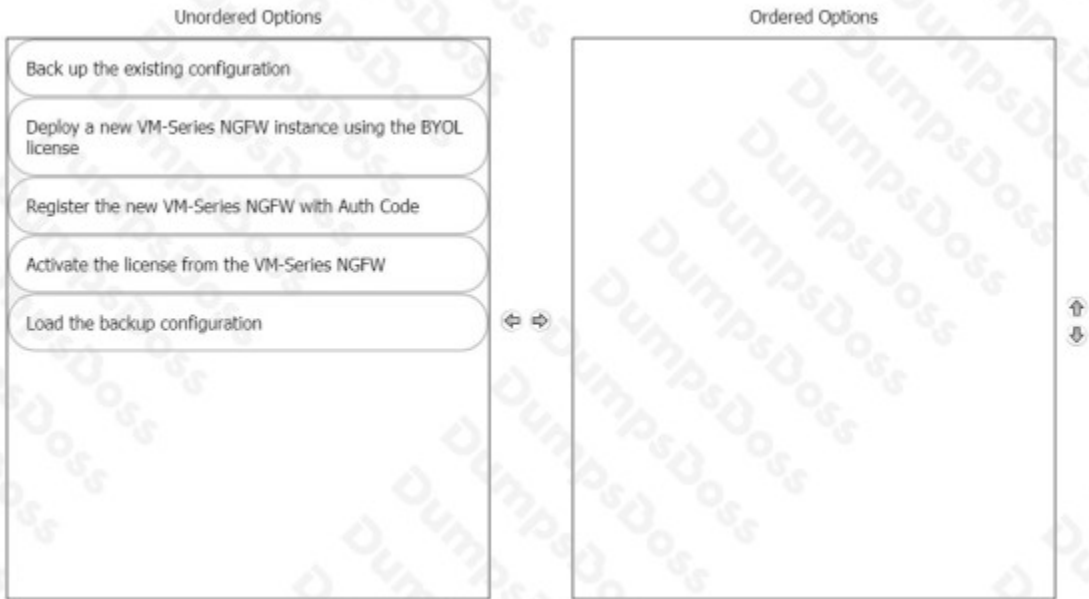 Unordered Options
Ordered Options
Back up the existing configuration
Deploy a new VM-Series NGFW instance using the BYOL
license
Register the new VM-Series NGFW with Auth Code
Activate the license from the VM-Series NGFW
Load the backup configuration
DumpsDoss